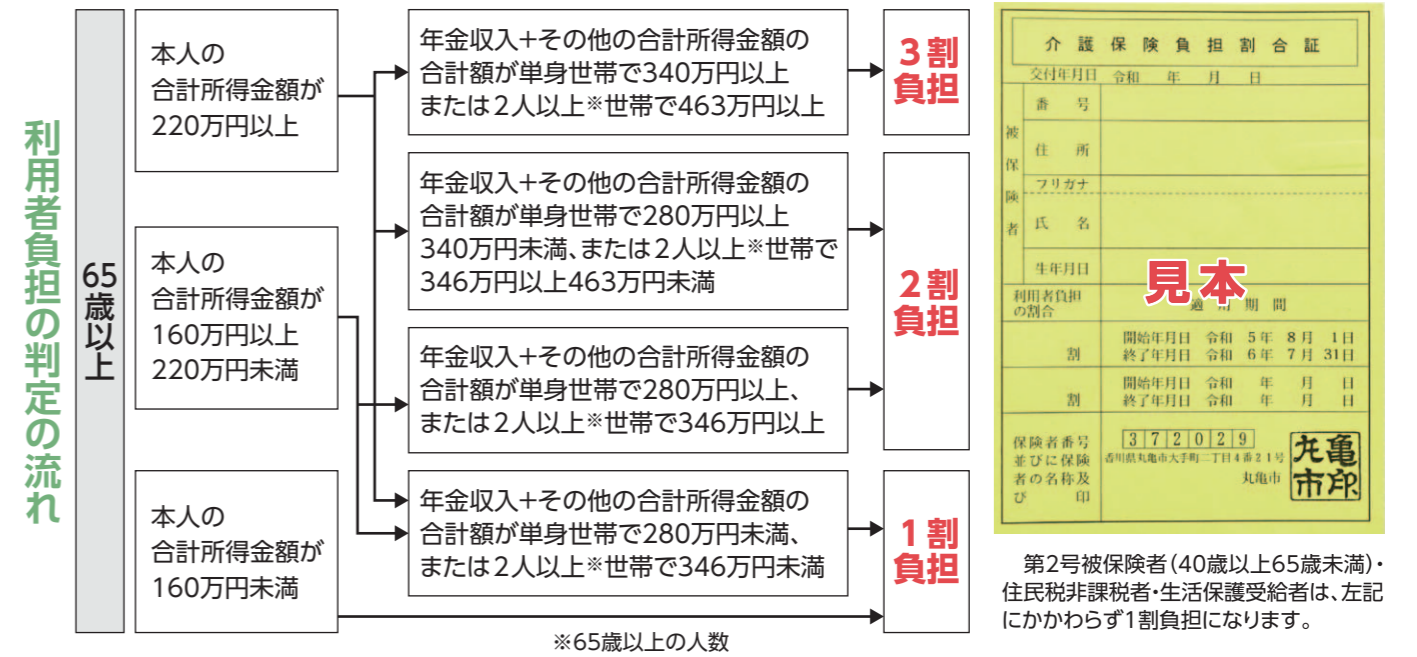 利用者負担の判定の流れ
65歳以上
本人の
合計所得金額が
220万円以上
年金収入+その他の合計所得金額の
合計額が単身世帯で340万円以上
または2人以上※世帯で463万円以上
3割
負担
年金収入+その他の合計所得金額の
合計額が単身世帯で280万円以上
340万円未満、または2人以上※世帯で
346万円以上463万円未満
本人の
合計所得金額が
160万円以上
220万円未満
2割
負担
年金収入+その他の合計所得金額の
合計額が単身世帯で280万円以上、
または2人以上※世帯で346万円以上
本人の
合計所得金額が
160万円未満
年金収入+その他の合計所得金額の
合計額が単身世帯で280万円未満、
または2人以上※世帯で346万円未満
1割
負担
※65歳以上の人数
介護保険負担割合証
交付年月日 令和 年 月 日
被保険者
番号
住所
フリガナ
氏名
生年月日
見本
利用者負担
の割合
適用期間
割
開始年月日 令和 5年 8月 1日
終了年月日 令和 6年 7月 31日
割
開始年月日 令和 年 月 日
終了年月日 令和 年 月 日
保険者番号
並びに保険
者の名称及
び 印
372029
香川県丸亀市大手町二丁目4番21号
丸亀市
丸亀
市印
第2号被保険者(40歳以上65歳未満)・
住民税非課税者・生活保護受給者は、左記
にかかわらず1割負担になります。